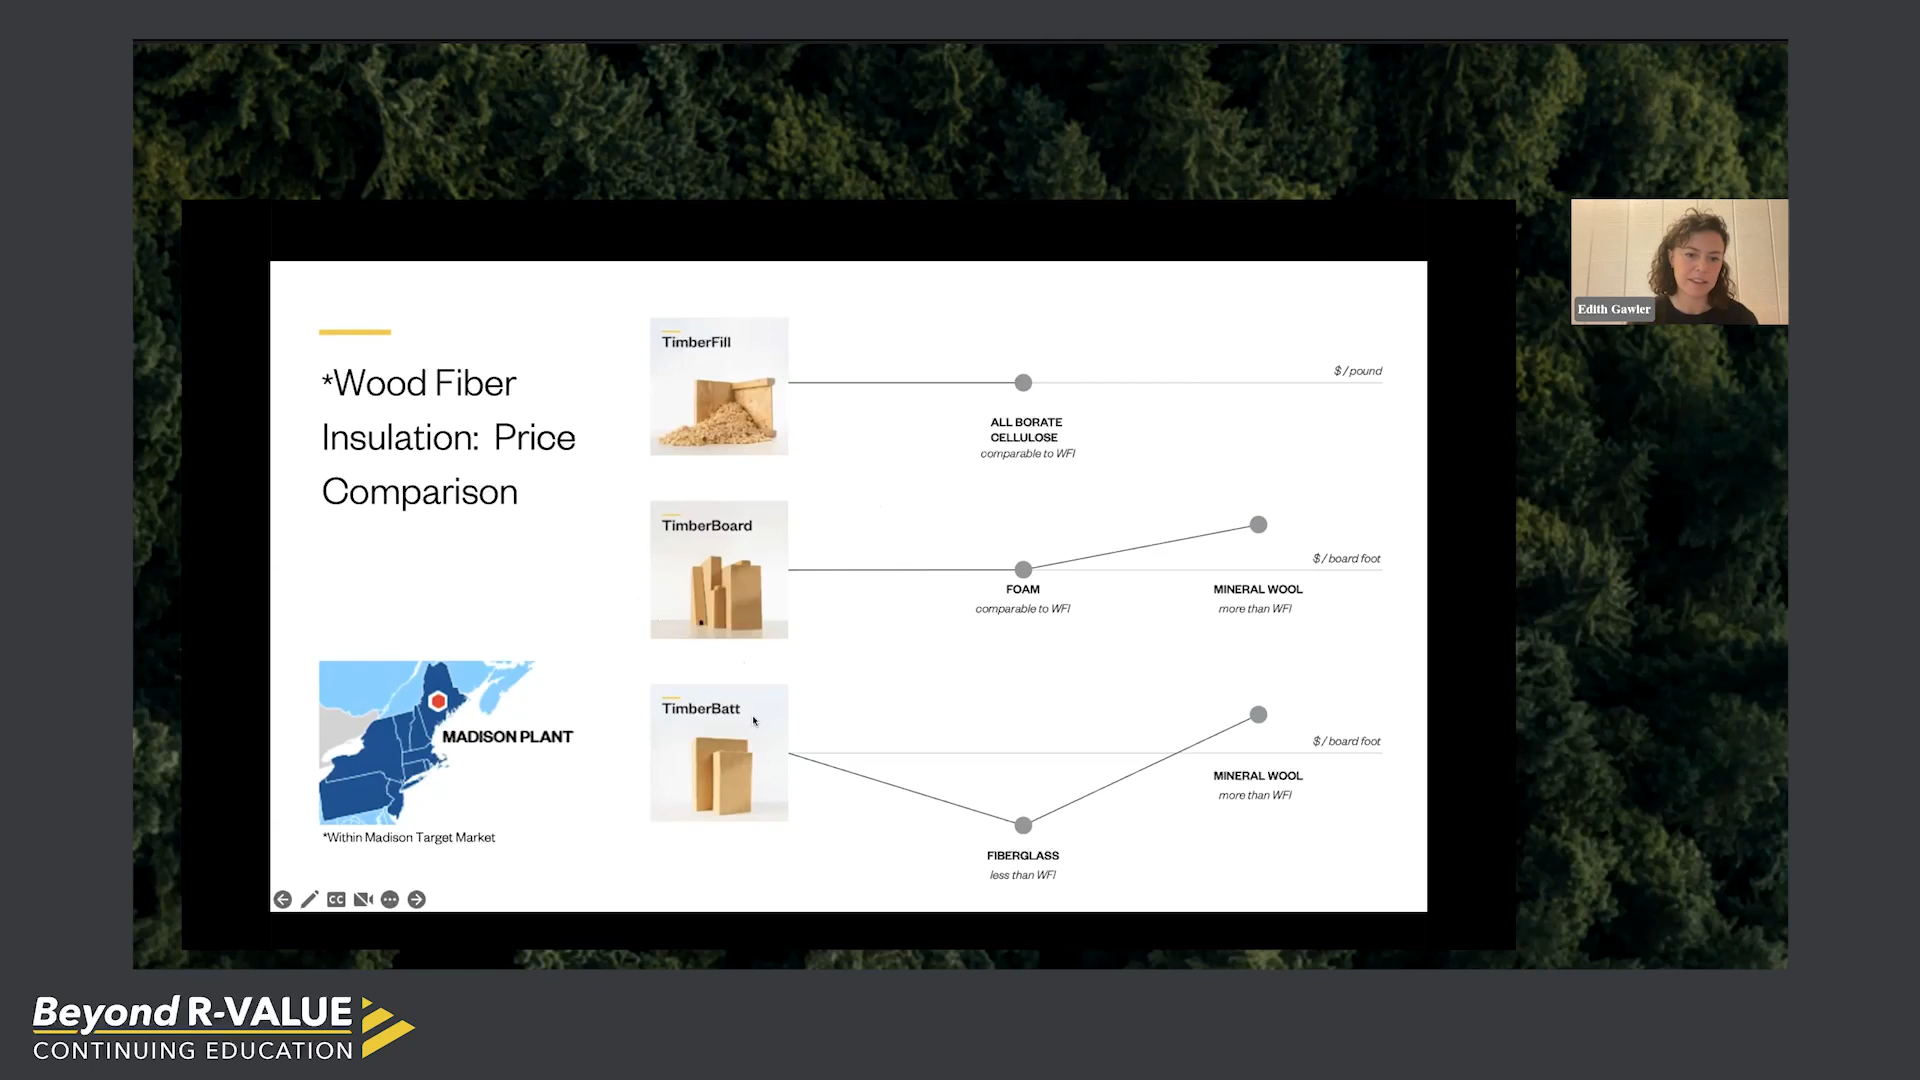 Edith Gawler
*Wood Fiber
Insulation: Price
Comparison
TimberFill
$/pound
ALL BORATE
CELLULOSE
comparable to WFI
TimberBoard
$/board foot
FOAM
comparable to WFI
MINERAL WOOL
more than WFI
TimberBatt
$/board foot
MINERAL WOOL
more than WFI
FIBERGLASS
less than WFI
MADISON PLANT
*Within Madison Target Market
CC
Beyond R-VALUE
CONTINUING EDUCATION